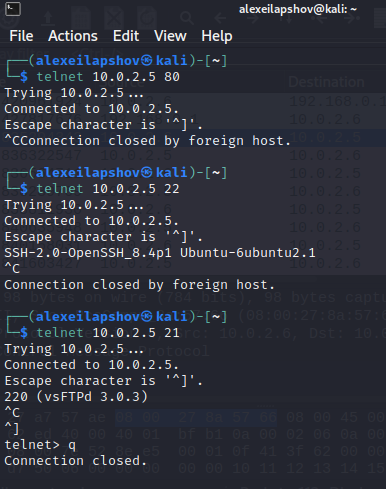 alexeilapshov@kali: ~
File Actions Edit View Help
┌──(alexeilapshov㉿kali)-[~]
└─$ telnet 10.0.2.5 80
Trying 10.0.2.5...
Connected to 10.0.2.5.
Escape character is '^]'.
^CConnection closed by foreign host.
┌──(alexeilapshov㉿kali)-[~]
└─$ telnet 10.0.2.5 22
Trying 10.0.2.5...
Connected to 10.0.2.5.
Escape character is '^]'.
SSH-2.0-OpenSSH_8.4p1 Ubuntu-6ubuntu2.1
^C
Connection closed by foreign host.
┌──(alexeilapshov㉿kali)-[~]
└─$ telnet 10.0.2.5 21
Trying 10.0.2.5...
Connected to 10.0.2.5.
Escape character is '^]'.
220 (vsFTPd 3.0.3)
^C
^]
telnet> q
Connection closed.